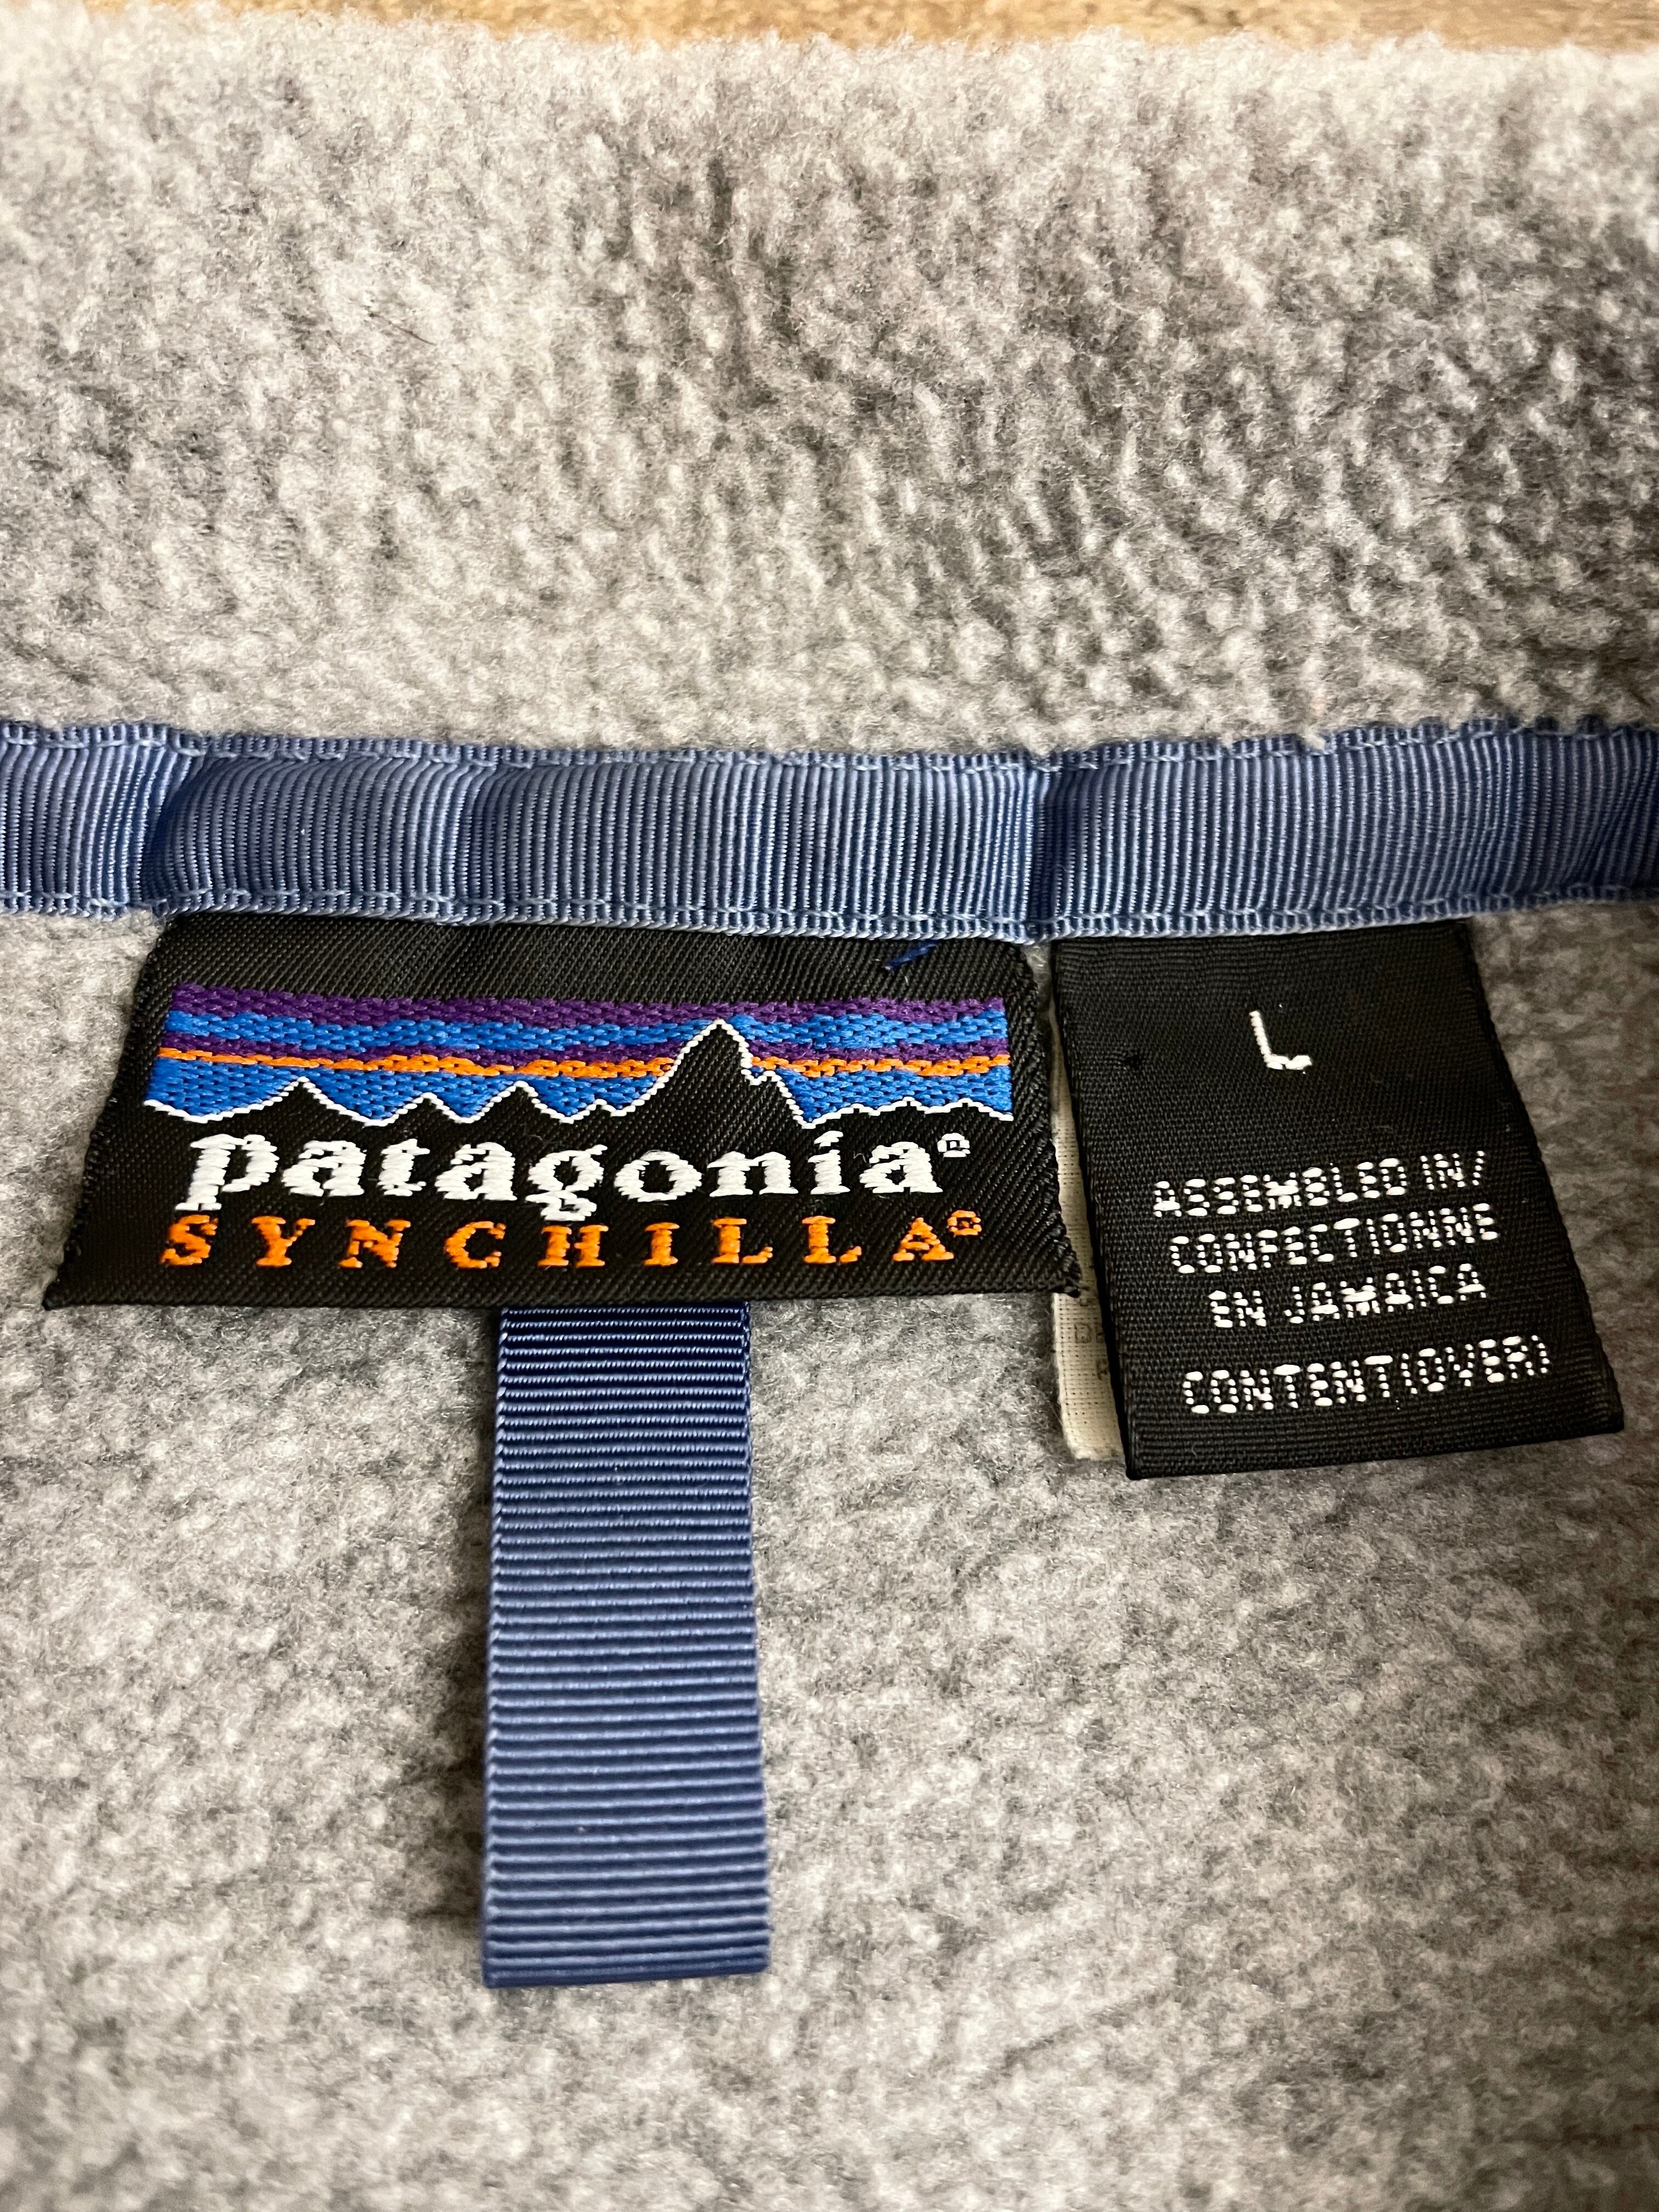 patagonia®
SYNCHILLA®
L
ASSEMBLED IN/
CONFECTIONNE
EN JAMAICA
CONTENT(OVER)